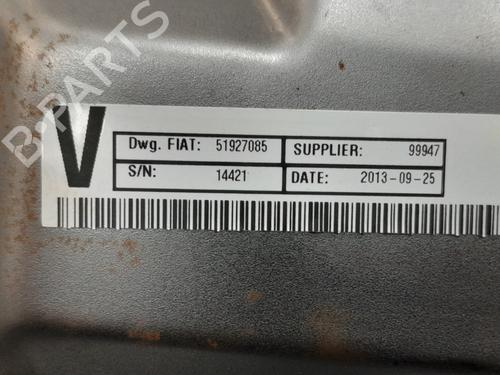 B-PARTS
V
Dwg. FIAT: 51927085
SUPPLIER: 99947
S/N: 14421
DATE: 2013-09-25